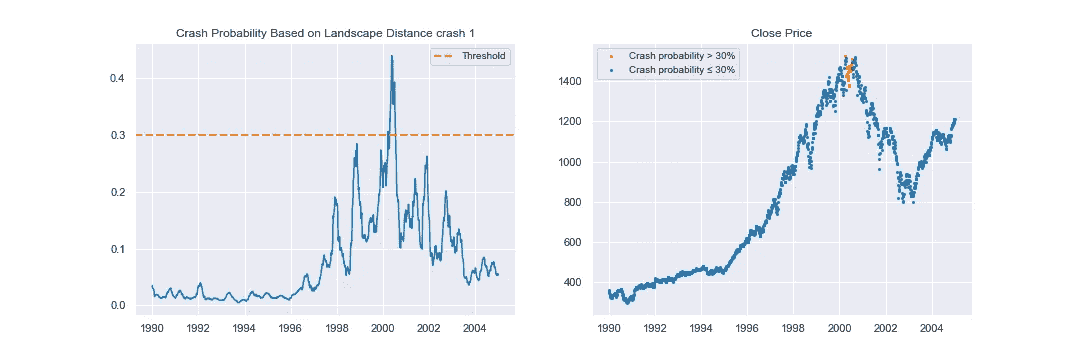 Crash Probability Based on Landscape Distance crash 1
Threshold
0.4
0.3
0.2
0.1
0.0
1990 1992 1994 1996 1998 2000 2002 2004
Close Price
Crash probability > 30%
Crash probability ≤ 30%
1400
1200
1000
800
600
400
1990 1992 1994 1996 1998 2000 2002 2004